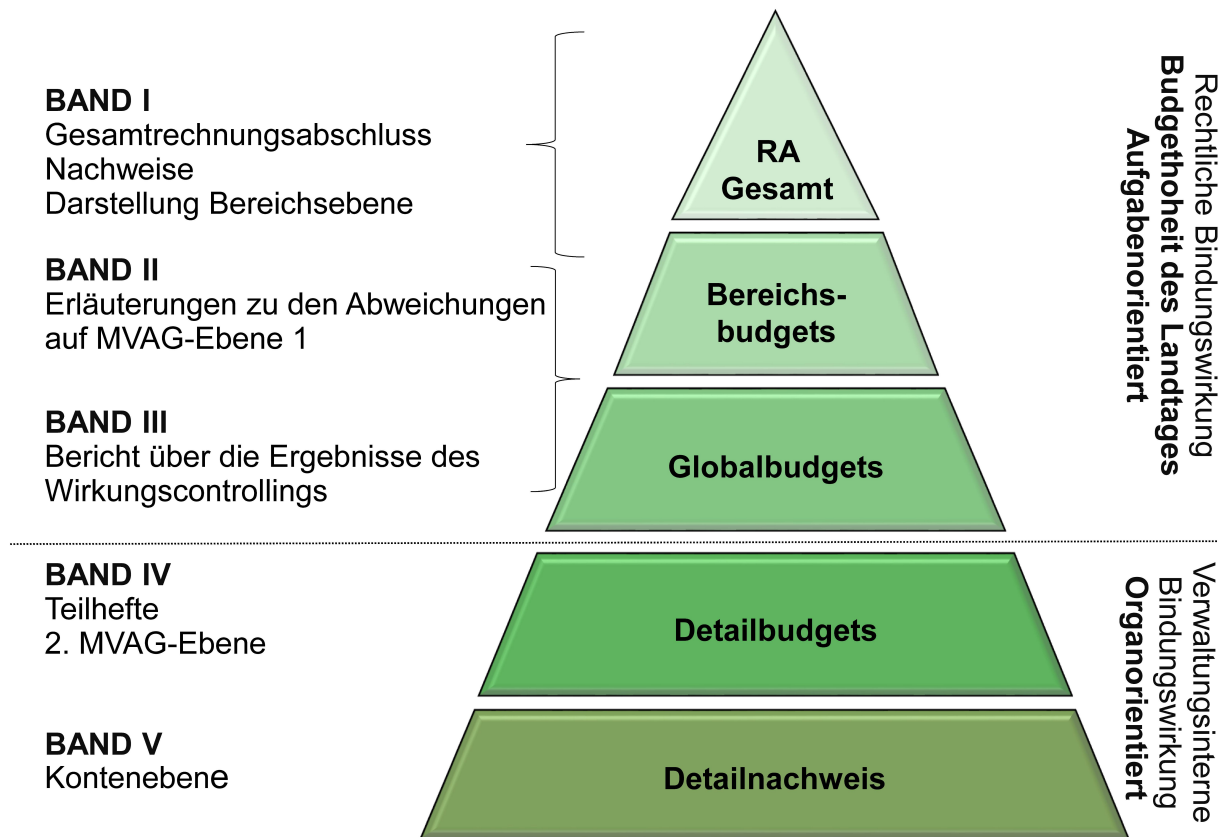 BAND I
Gesamtrechnungsabschluss
Nachweise
Darstellung Bereichsebene
BAND II
Erläuterungen zu den Abweichungen
auf MVAG-Ebene 1
BAND III
Bericht über die Ergebnisse des
Wirkungscontrollings
BAND IV
Teilhefte
2. MVAG-Ebene
BAND V
Kontenebene
RA
Gesamt
Bereichs-
budgets
Globalbudgets
Detailbudgets
Detailnachweis
Rechtliche Bindungswirkung
Budgethoheit des Landtages
Aufgabenorientiert
Verwaltungsinterne
Bindungswirkung
Organorientiert